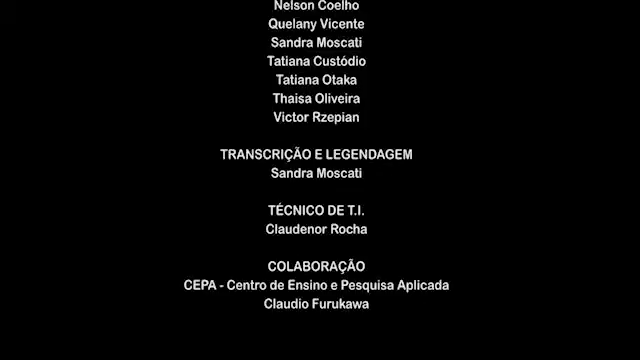 Nelson Coelho
Quelany Vicente
Sandra Moscati
Tatiana Custódio
Tatiana Otaka
Thaisa Oliveira
Victor Rzepian
TRANSCRIÇÃO E LEGENDAGEM
Sandra Moscati
TÉCNICO DE T.I.
Claudenor Rocha
COLABORAÇÃO
CEPA - Centro de Ensino e Pesquisa Aplicada
Claudio Furukawa